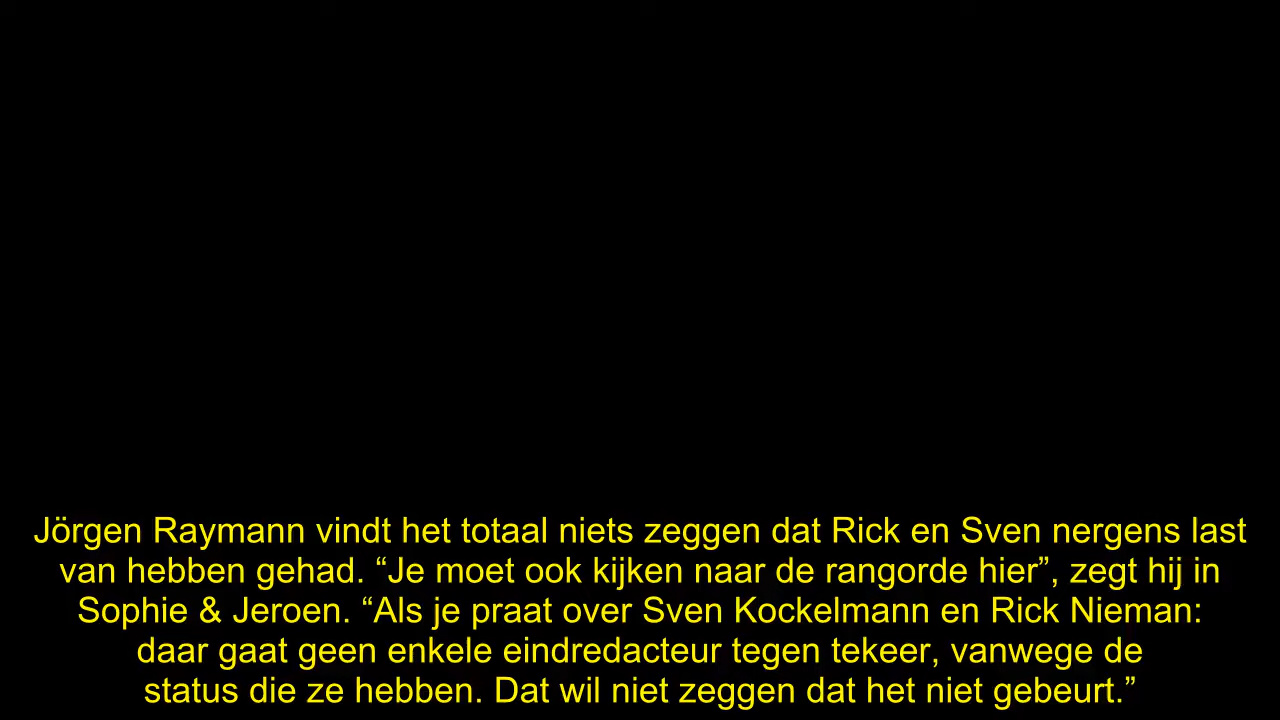 Jörgen Raymann vindt het totaal niets zeggen dat Rick en Sven nergens last
van hebben gehad. “Je moet ook kijken naar de rangorde hier”, zegt hij in
Sophie & Jeroen. “Als je praat over Sven Kockelmann en Rick Nieman:
daar gaat geen enkele eindredacteur tegen tekeer, vanwege de
status die ze hebben. Dat wil niet zeggen dat het niet gebeurt.”